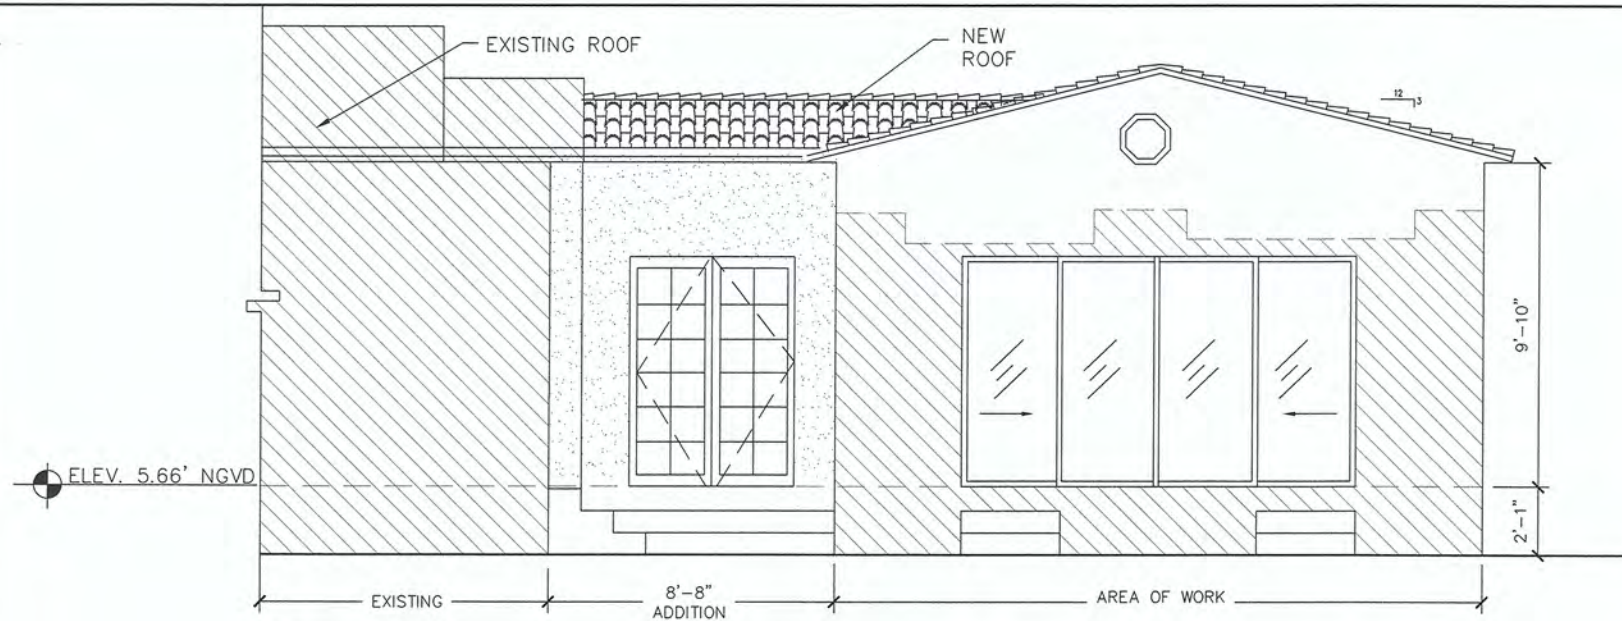 EXISTING ROOF
NEW
ROOF
12
3
9'-10"
ELEV. 5.66' NGVD
2'-1"
EXISTING
8'-8"
ADDITION
AREA OF WORK